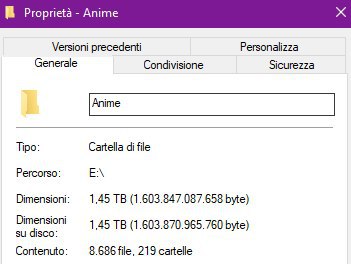 Proprietà - Anime
Versioni precedenti Personalizza
Generale Condivisione Sicurezza
Anime
Tipo: Cartella di file
Percorso: E:\
Dimensioni: 1,45 TB (1.603.847.087.658 byte)
Dimensioni su disco: 1,45 TB (1.603.870.965.760 byte)
Contenuto: 8.686 file, 219 cartelle